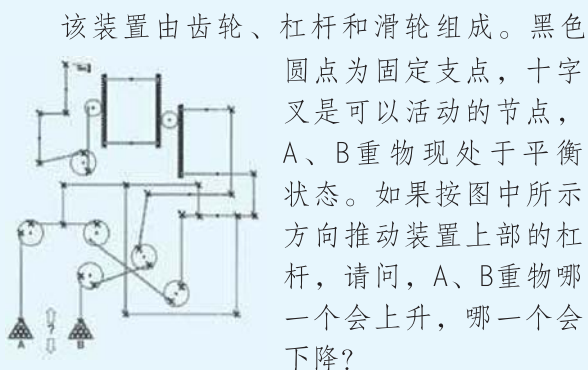 该装置由齿轮、杠杆和滑轮组成。黑色
圆点为固定支点，十字
叉是可以活动的节点，
A、B重物现处于平衡
状态。如果按图中所示
方向推动装置上部的杠
杆，请问，A、B重物哪
一个会上升，哪一个会
下降？
?
A B